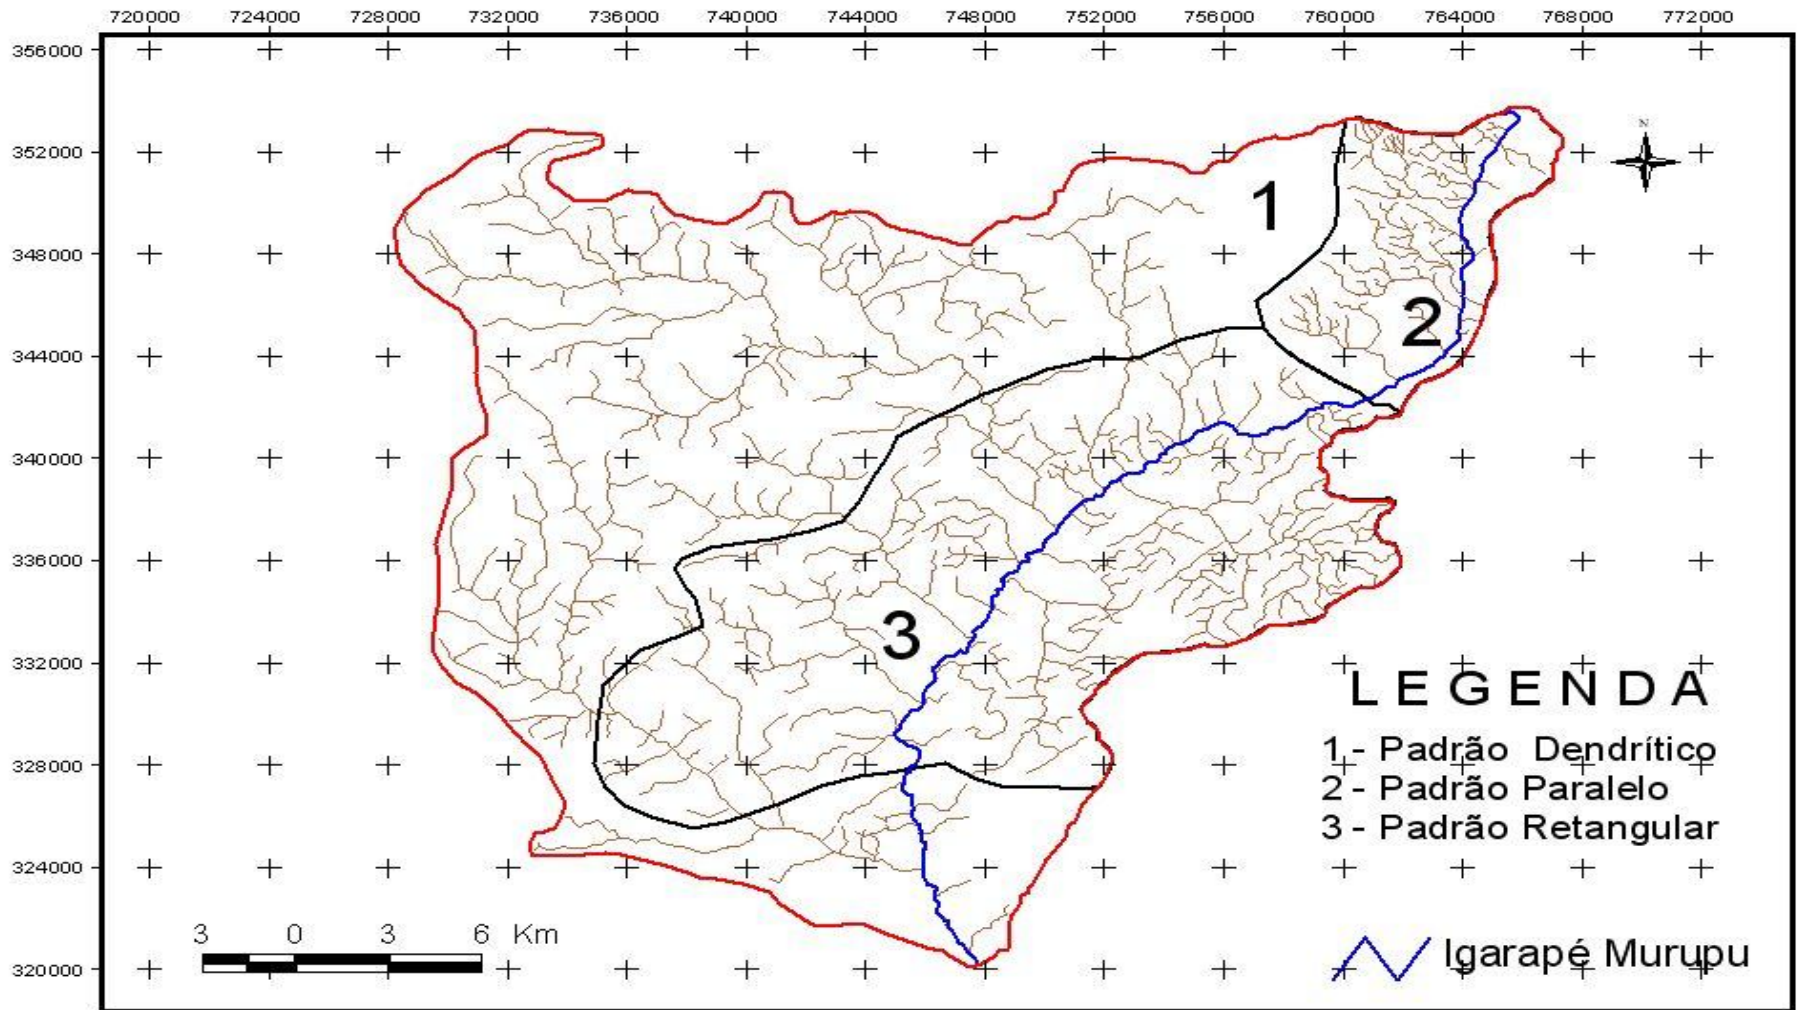 720000 724000 728000 732000 736000 740000 744000 748000 752000 756000 760000 764000 768000 772000
356000
352000
348000
344000
340000
336000
332000
328000
324000
320000
N
1
2
3
LEGENDA
1 - Padrão Dendrítico
2 - Padrão Paralelo
3 - Padrão Retangular
Igarapé Murupu
3 0 3 6 Km